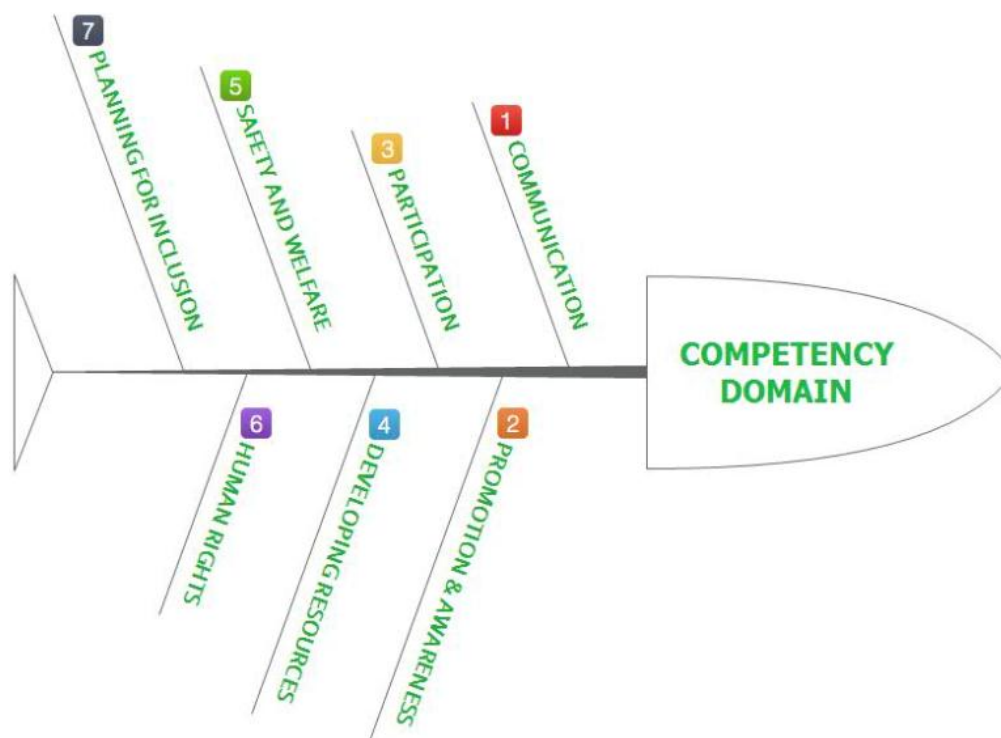 7
PLANNING FOR INCLUSION
5
SAFETY AND WELFARE
3
PARTICIPATION
1
COMMUNICATION
COMPETENCY
DOMAIN
6
HUMAN RIGHTS
4
DEVELOPING RESOURCES
2
PROMOTION & AWARENESS